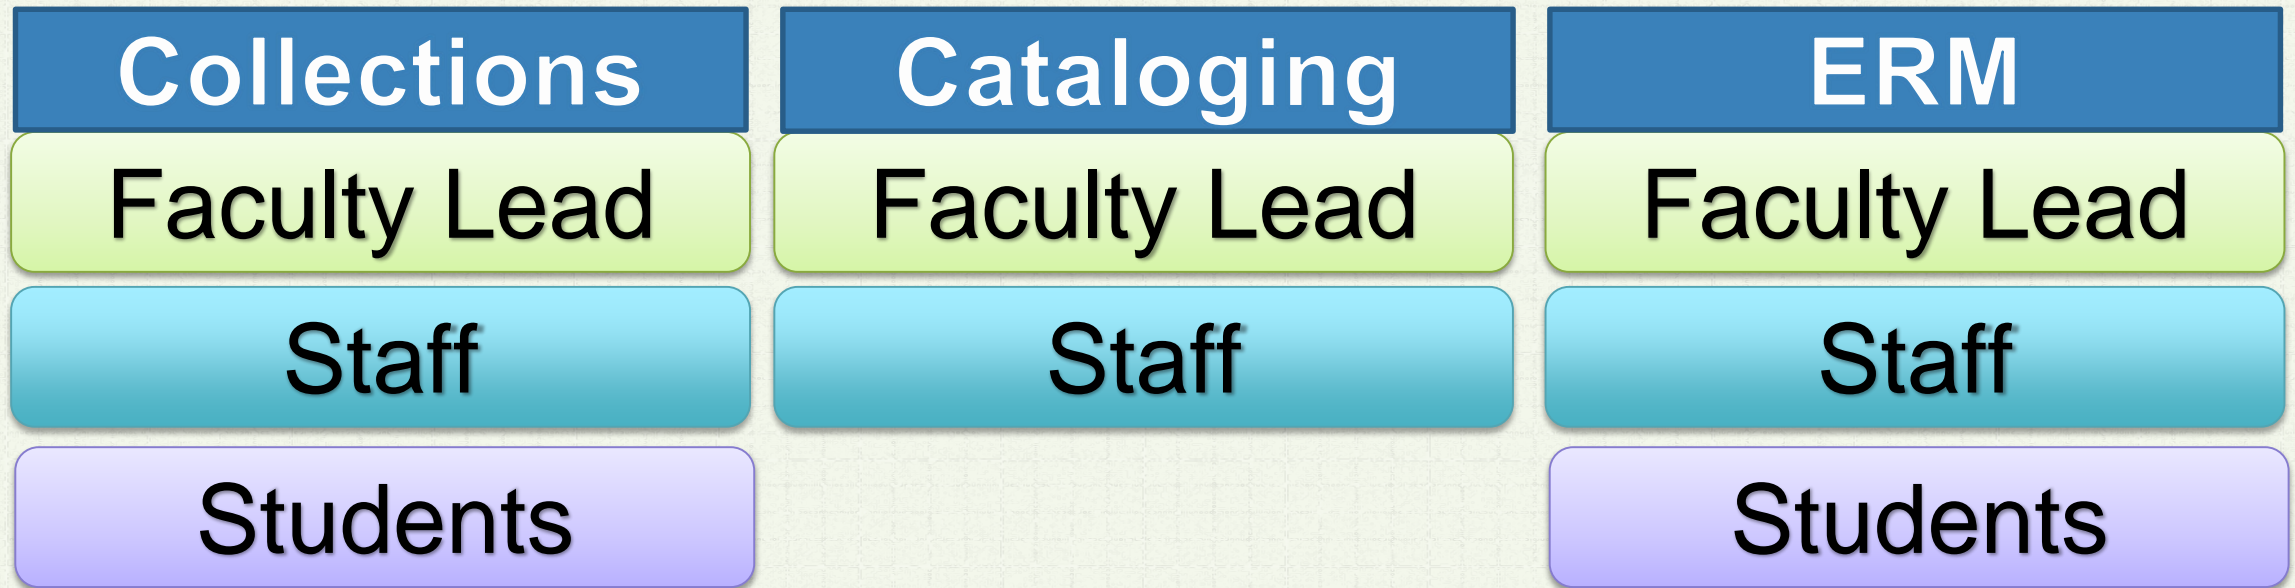 Collections
Cataloging
ERM
Faculty Lead
Faculty Lead
Faculty Lead
Staff
Staff
Staff
Students
Students